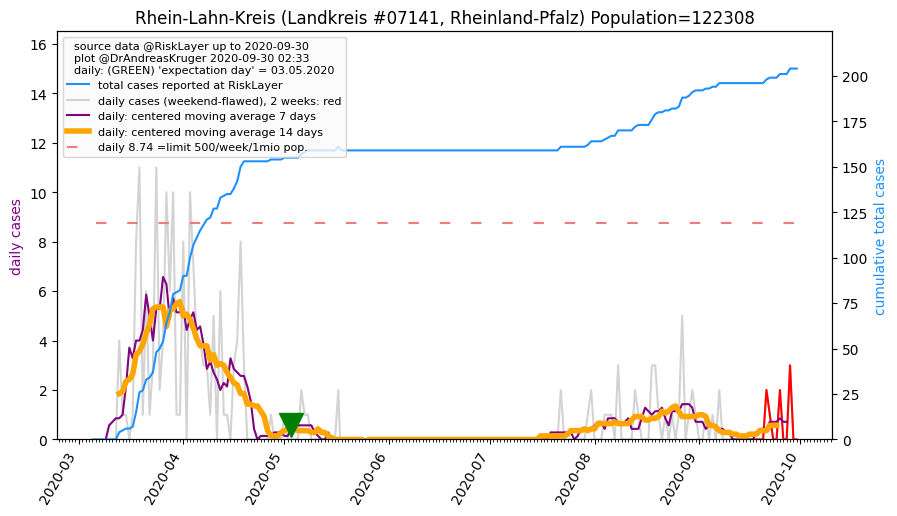 Rhein-Lahn-Kreis (Landkreis #07141, Rheinland-Pfalz) Population=122308
source data @RiskLayer up to 2020-09-30
plot @DrAndreasKruger 2020-09-30 02:33
daily: (GREEN) 'expectation day' = 03.05.2020
total cases reported at RiskLayer
daily cases (weekend-flawed), 2 weeks: red
daily: centered moving average 7 days
daily: centered moving average 14 days
daily 8.74 =limit 500/week/1mio pop.
daily cases
16
14
12
10
8
6
4
2
0
cumulative total cases
200
175
150
125
100
75
50
25
0
2020-03
2020-04
2020-05
2020-06
2020-07
2020-08
2020-09
2020-10